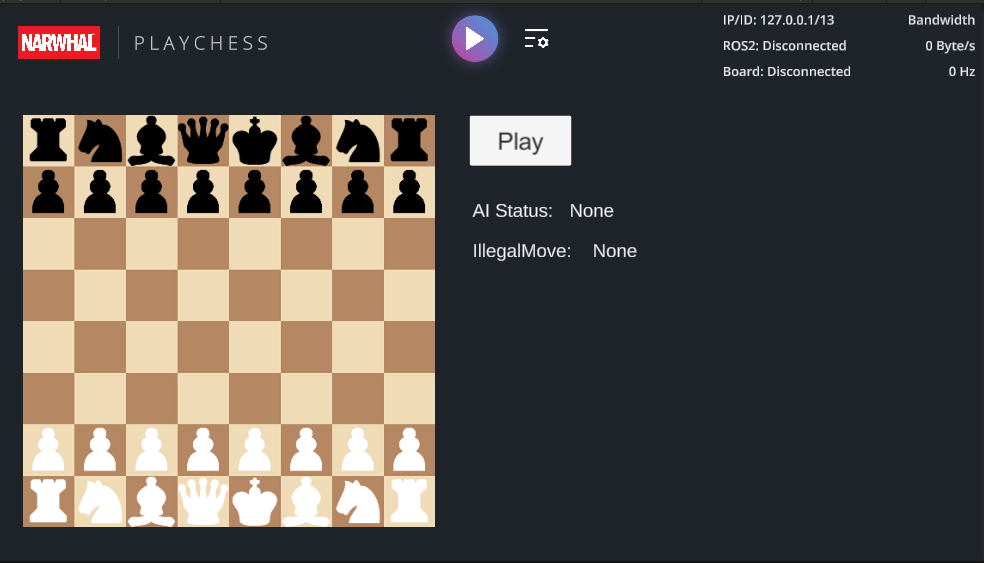 NARWHAL PLAYCHESS
IP/ID: 127.0.0.1/13 Bandwidth
ROS2: Disconnected 0 Byte/s
Board: Disconnected 0 Hz
Play
AI Status: None
IllegalMove: None